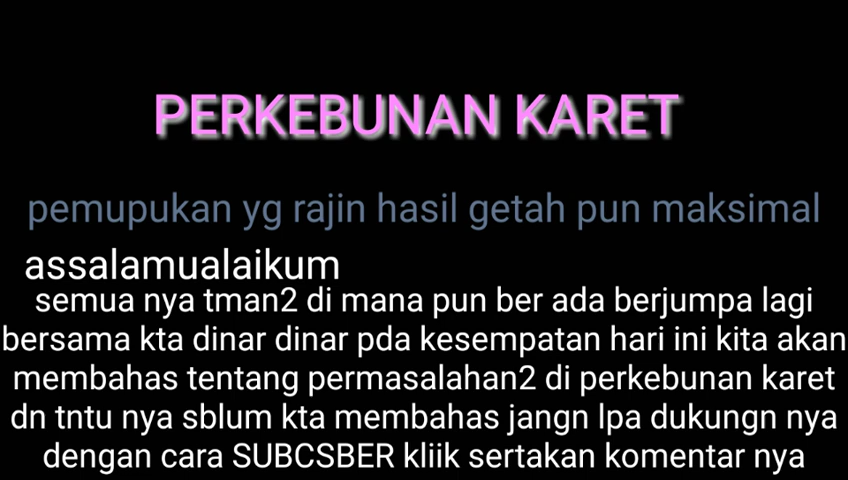 PERKEBUNAN KARET
pemupukan yg rajin hasil getah pun maksimal
assalamualaikum
semua nya tman2 di mana pun ber ada berjumpa lagi
bersama kta dinar dinar pda kesempatan hari ini kita akan
membahas tentang permasalahan2 di perkebunan karet
dn tntu nya sblum kta membahas jangn lpa dukungn nya
dengan cara SUBCSBER kliik sertakan komentar nya